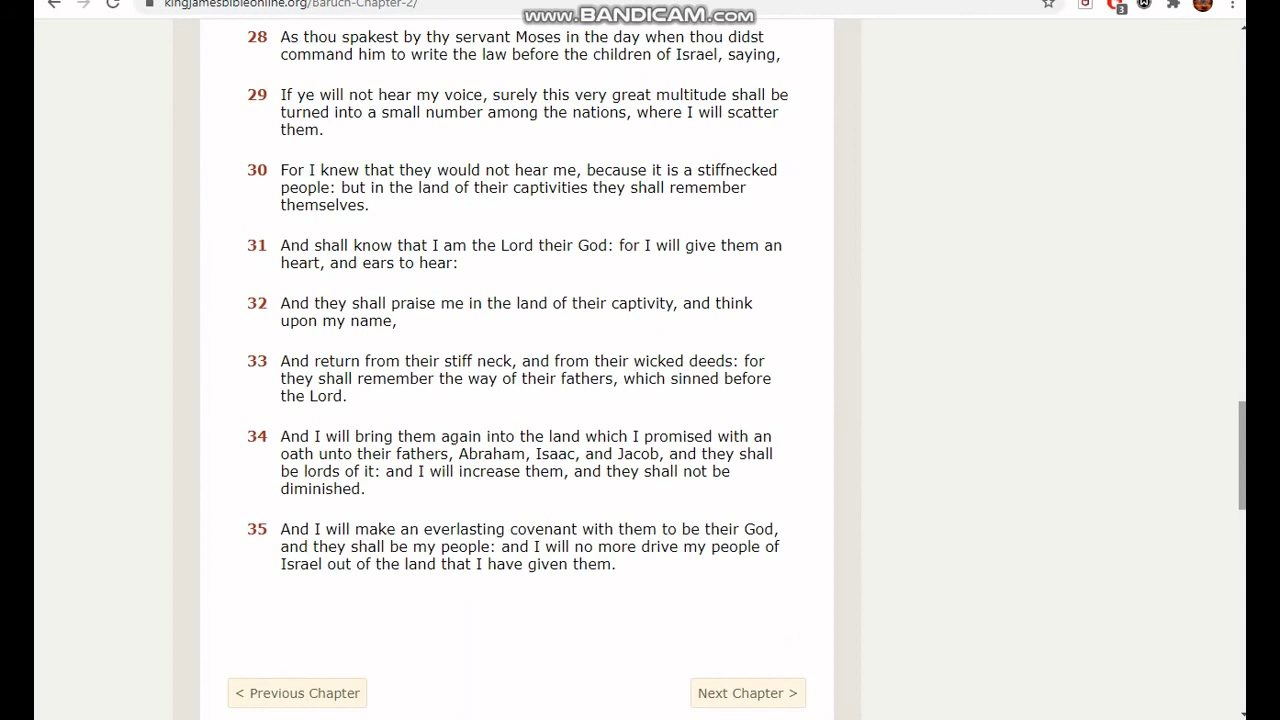 kingjamesbibleonline.org/Baruch-Chapter-2/
www.BANDICAM.com
3
28 As thou spakest by thy servant Moses in the day when thou didst
command him to write the law before the children of Israel, saying,
29 If ye will not hear my voice, surely this very great multitude shall be
turned into a small number among the nations, where I will scatter
them.
30 For I knew that they would not hear me, because it is a stiffnecked
people: but in the land of their captivities they shall remember
themselves.
31 And shall know that I am the Lord their God: for I will give them an
heart, and ears to hear:
32 And they shall praise me in the land of their captivity, and think
upon my name,
33 And return from their stiff neck, and from their wicked deeds: for
they shall remember the way of their fathers, which sinned before
the Lord.
34 And I will bring them again into the land which I promised with an
oath unto their fathers, Abraham, Isaac, and Jacob, and they shall
be lords of it: and I will increase them, and they shall not be
diminished.
35 And I will make an everlasting covenant with them to be their God,
and they shall be my people: and I will no more drive my people of
Israel out of the land that I have given them.
< Previous Chapter
Next Chapter >